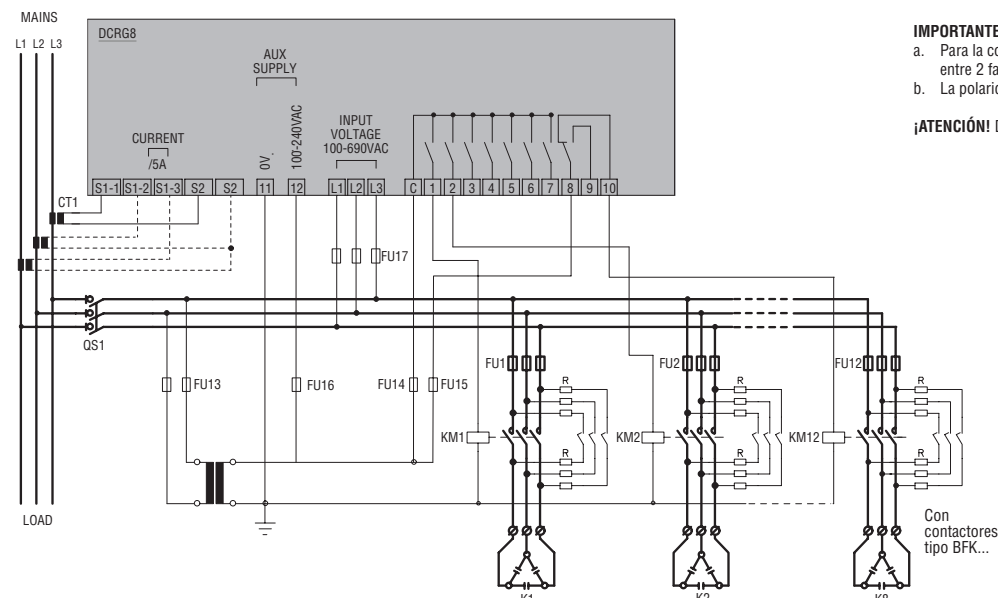 MAINS
L1 L2 L3
DCRG8
AUX
SUPPLY
CURRENT
/5A
0V.
100-240VAC
INPUT
VOLTAGE
100-690VAC
S1-1 S1-2 S1-3 S2 S2 11 12 L1 L2 L3 C 1 2 3 4 5 6 7 8 9 10
CT1
FU17
QS1
FU13
FU16
FU14
FU15
FU1
FU2
FU12
R
R
R
KM1
KM2
KM12
R
R
R
LOAD
Con
contactores
tipo BFK...
K1
K2
K8
IMPORTANTE
a. Para la
entre 2
b. La
¡ATENCIÓN!